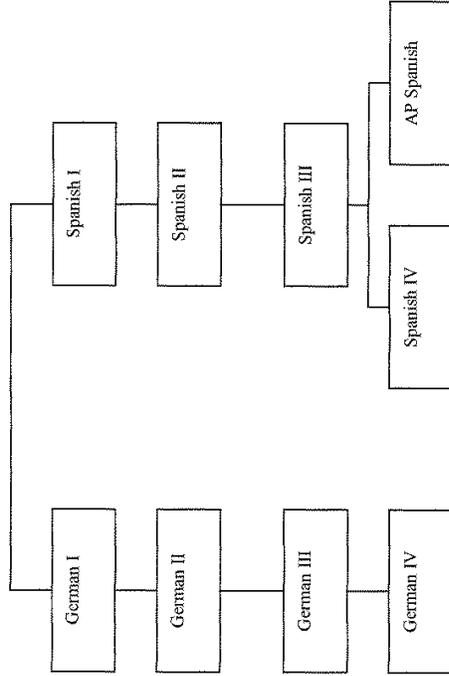 German I
German II
German III
German IV
Spanish I
Spanish II
Spanish III
Spanish IV
AP Spanish